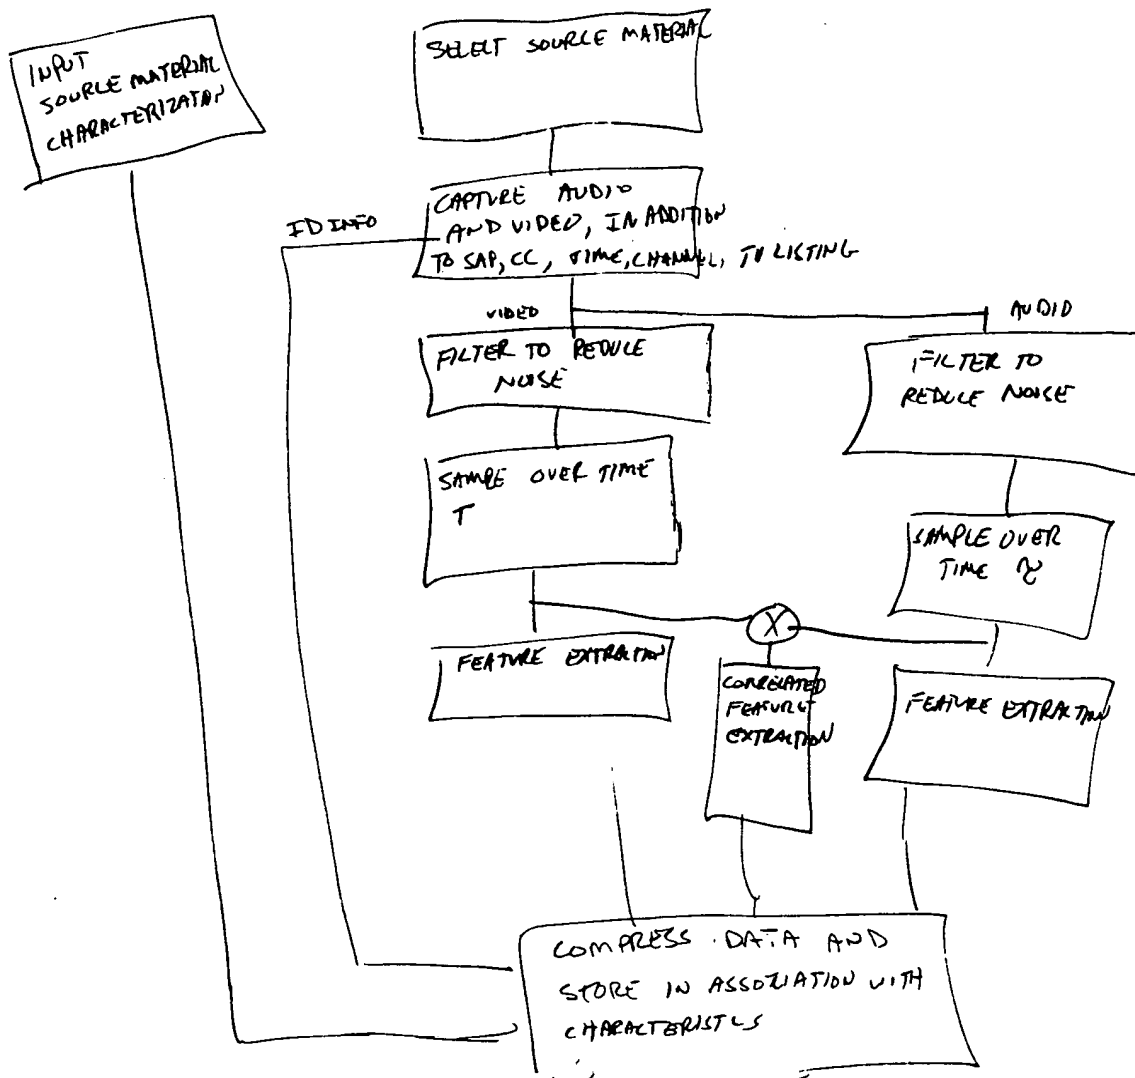 INPUT
SOURCE MATERIAL
CHARACTERIZATION
SELECT SOURCE MATERIAL
CAPTURE AUDIO
AND VIDEO, IN ADDITION
TO SAP, CC, TIME, CHANNEL, TV LISTING
ID INFO
VIDEO
AUDIO
FILTER TO REDUCE
NOISE
FILTER TO
REDUCE NOISE
SAMPLE OVER TIME
T
SAMPLE OVER
TIME
X
FEATURE EXTRACTION
CORRELATED
FEATURE
EXTRACTION
FEATURE EXTRACTION
COMPRESS DATA AND
STORE IN ASSOCIATION WITH
CHARACTERISTICS